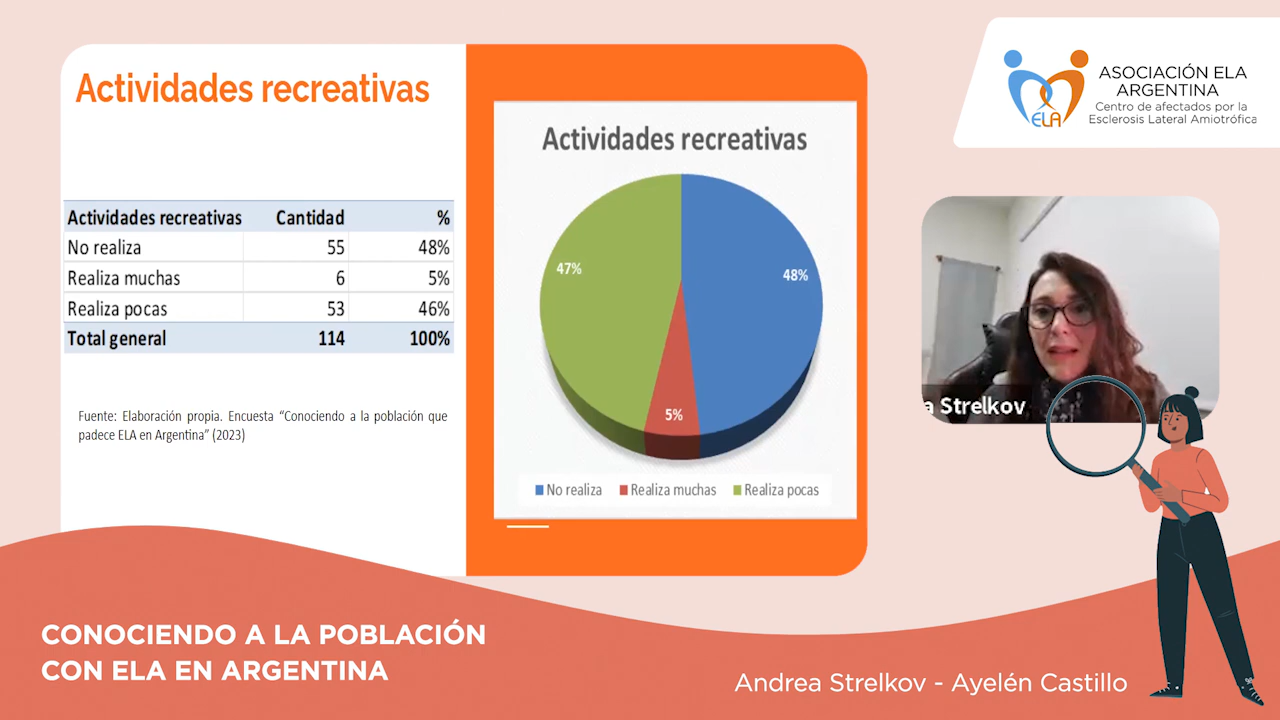 Actividades recreativas
Actividades recreativas Cantidad %
No realiza 55 48%
Realiza muchas 6 5%
Realiza pocas 53 46%
Total general 114 100%
Fuente: Elaboración propia. Encuesta “Conociendo a la población que
padece ELA en Argentina” (2023)
Actividades recreativas
47%
48%
5%
No realiza Realiza muchas Realiza pocas
ELA
ASOCIACIÓN ELA
ARGENTINA
Centro de afectados por la
Esclerosis Lateral Amiotrófica
a Strelkov
CONOCIENDO A LA POBLACIÓN
CON ELA EN ARGENTINA
Andrea Strelkov - Ayelén Castillo